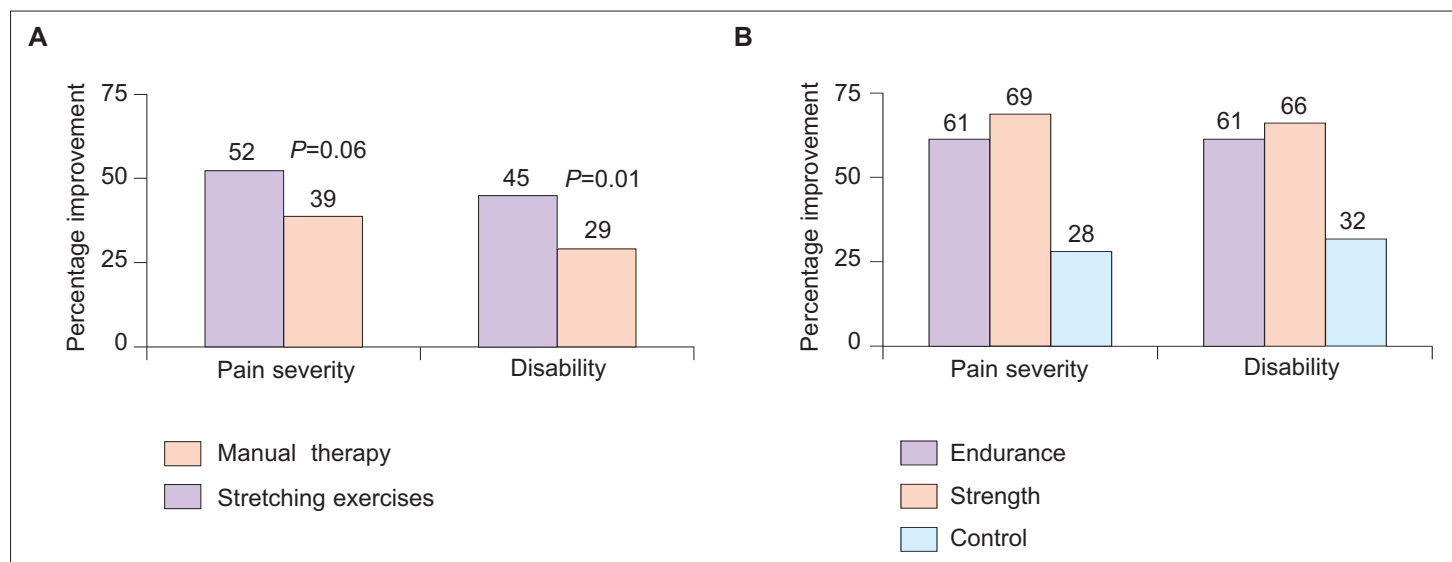 A
Percentage improvement
75
50
25
0
52
P=0.06
39
45
P=0.01
29
Pain severity
Disability
Manual therapy
Stretching exercises
B
Percentage improvement
75
50
25
0
61
69
28
61
66
32
Pain severity
Disability
Endurance
Strength
Control